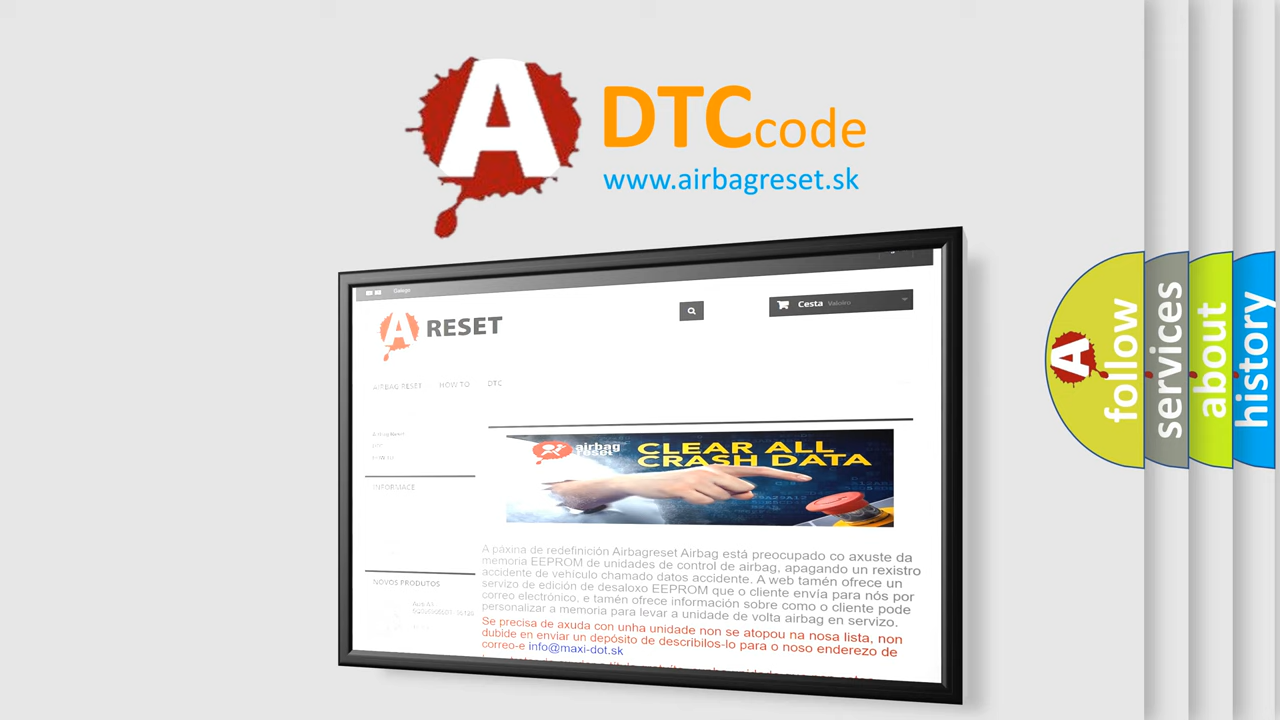 A DTCcode
www.airbagreset.sk
Galego
A RESET
Cesta Valeiro
AIRBAG RESET HOW TO DTC
HOW TO
INFORMACE
airbag
reset
CLEAR ALL
CRASH DATA
A páxina de redefinición Airbagreset Airbag está preocupado co axuste da
memoria EEPROM de unidades de control de airbag, apagando un rexistro
accidente de vehículo chamado datos accidente. A web tamén ofrece un
servizo de edición de desaloxo EEPROM que o cliente envía para nós por
correo electrónico, e tamén ofrece información sobre como o cliente pode
personalizar a memoria para levar a unidade de volta airbag en servizo.
Se precisa de axuda con unha unidade non se atopou na nosa lista, non
dubide en enviar un depósito de describilos-lo para o noso enderezo de
correo-e info@maxi-dot.sk
NOVOS PRODUTOS
A follow
services
about
history